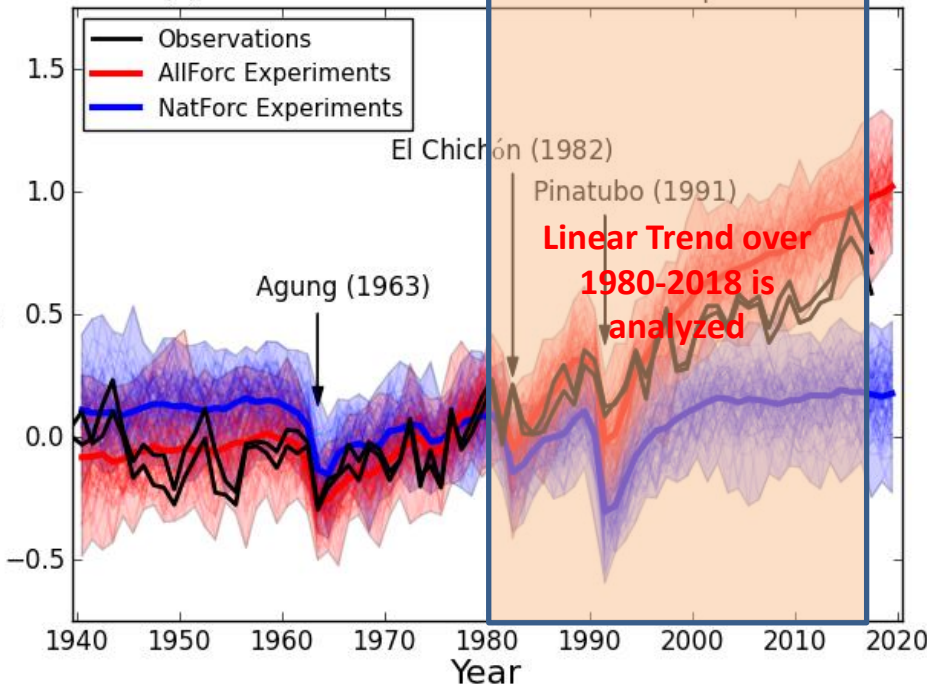 Observations
AllForc Experiments
NatForc Experiments
El Chichón (1982)
Pinatubo (1991)
Linear Trend over
1980-2018 is
analyzed
Agung (1963)
1.5
1.0
0.5
0.0
−0.5
1940 1950 1960 1970 1980 1990 2000 2010 2020
Year